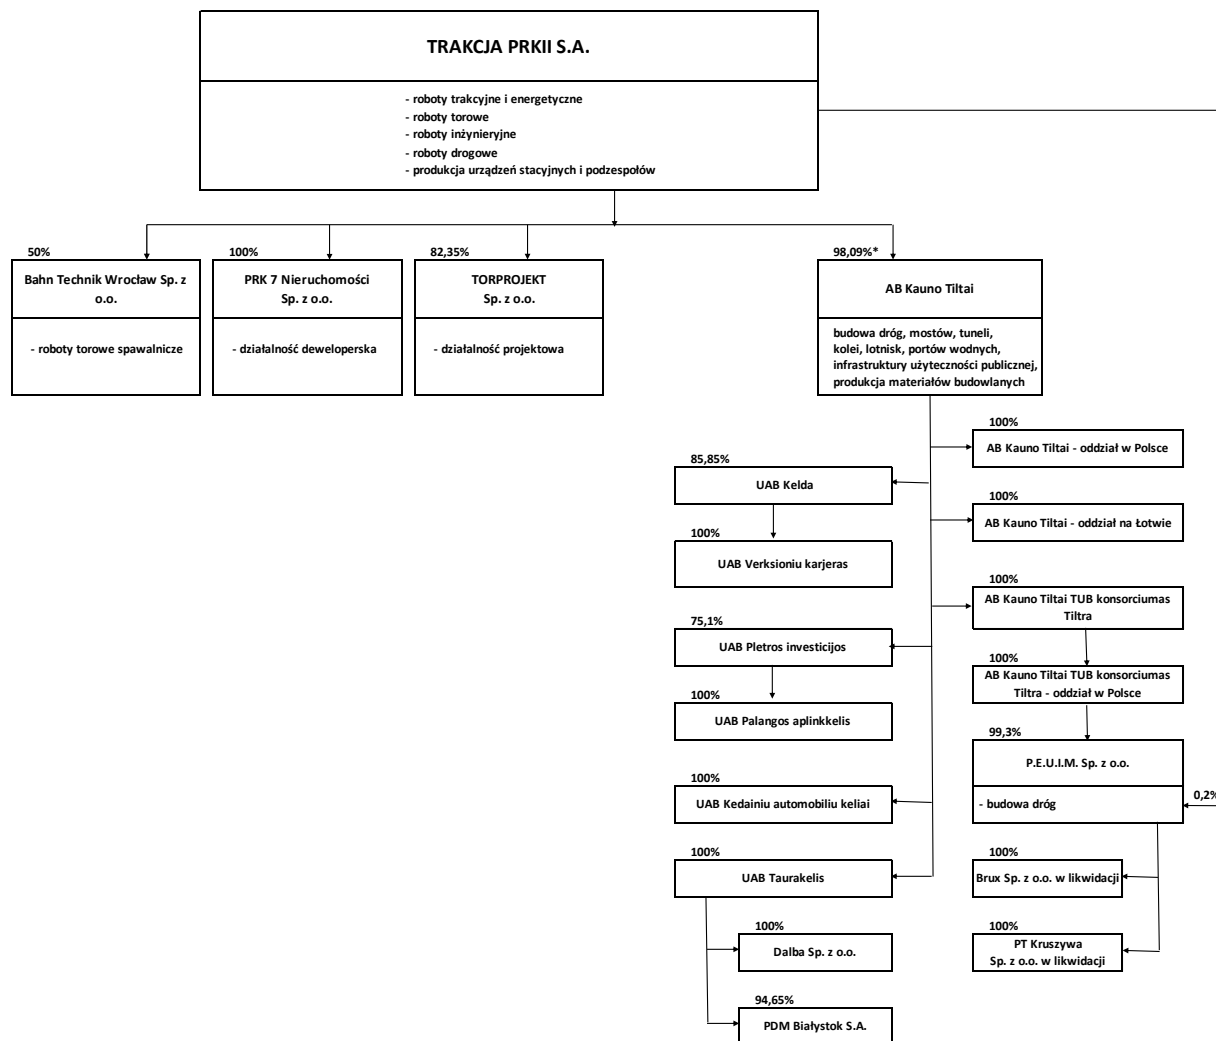 TRAKCJA PRKII S.A.
- roboty trakcyjne i energetyczne
- roboty torowe
- roboty inżynieryjne
- roboty drogowe
- produkcja urządzeń stacyjnych i podzespołów
50%
Bahn Technik Wrocław Sp. z
o.o.
- roboty torowe spawalnicze
100%
PRK 7 Nieruchomości
Sp. z o.o.
- działalność deweloperska
82,35%
TORPROJEKT
Sp. z o.o.
- działalność projektowa
98,09%*
AB Kauno Tiltai
budowa dróg, mostów, tuneli,
kolei, lotnisk, portów wodnych,
infrastruktury użyteczności publicznej,
produkcja materiałów budowlanych
85,85%
UAB Kelda
100%
UAB Verksioniu karjeras
75,1%
UAB Pletros investicijos
100%
UAB Palangos aplinkkelis
100%
UAB Kedainiu automobiliu keliai
100%
UAB Taurakelis
100%
Dalba Sp. z o.o.
94,65%
PDM Białystok S.A.
100%
AB Kauno Tiltai - oddział w Polsce
100%
AB Kauno Tiltai - oddział na Łotwie
100%
AB Kauno Tiltai TUB konsorciumas
Tiltra
100%
AB Kauno Tiltai TUB konsorciumas
Tiltra - oddział w Polsce
99,3%
P.E.U.I.M. Sp. z o.o.
- budowa dróg
0,2%
100%
Brux Sp. z o.o. w likwidacji
100%
PT Kruszywa
Sp. z o.o. w likwidacji